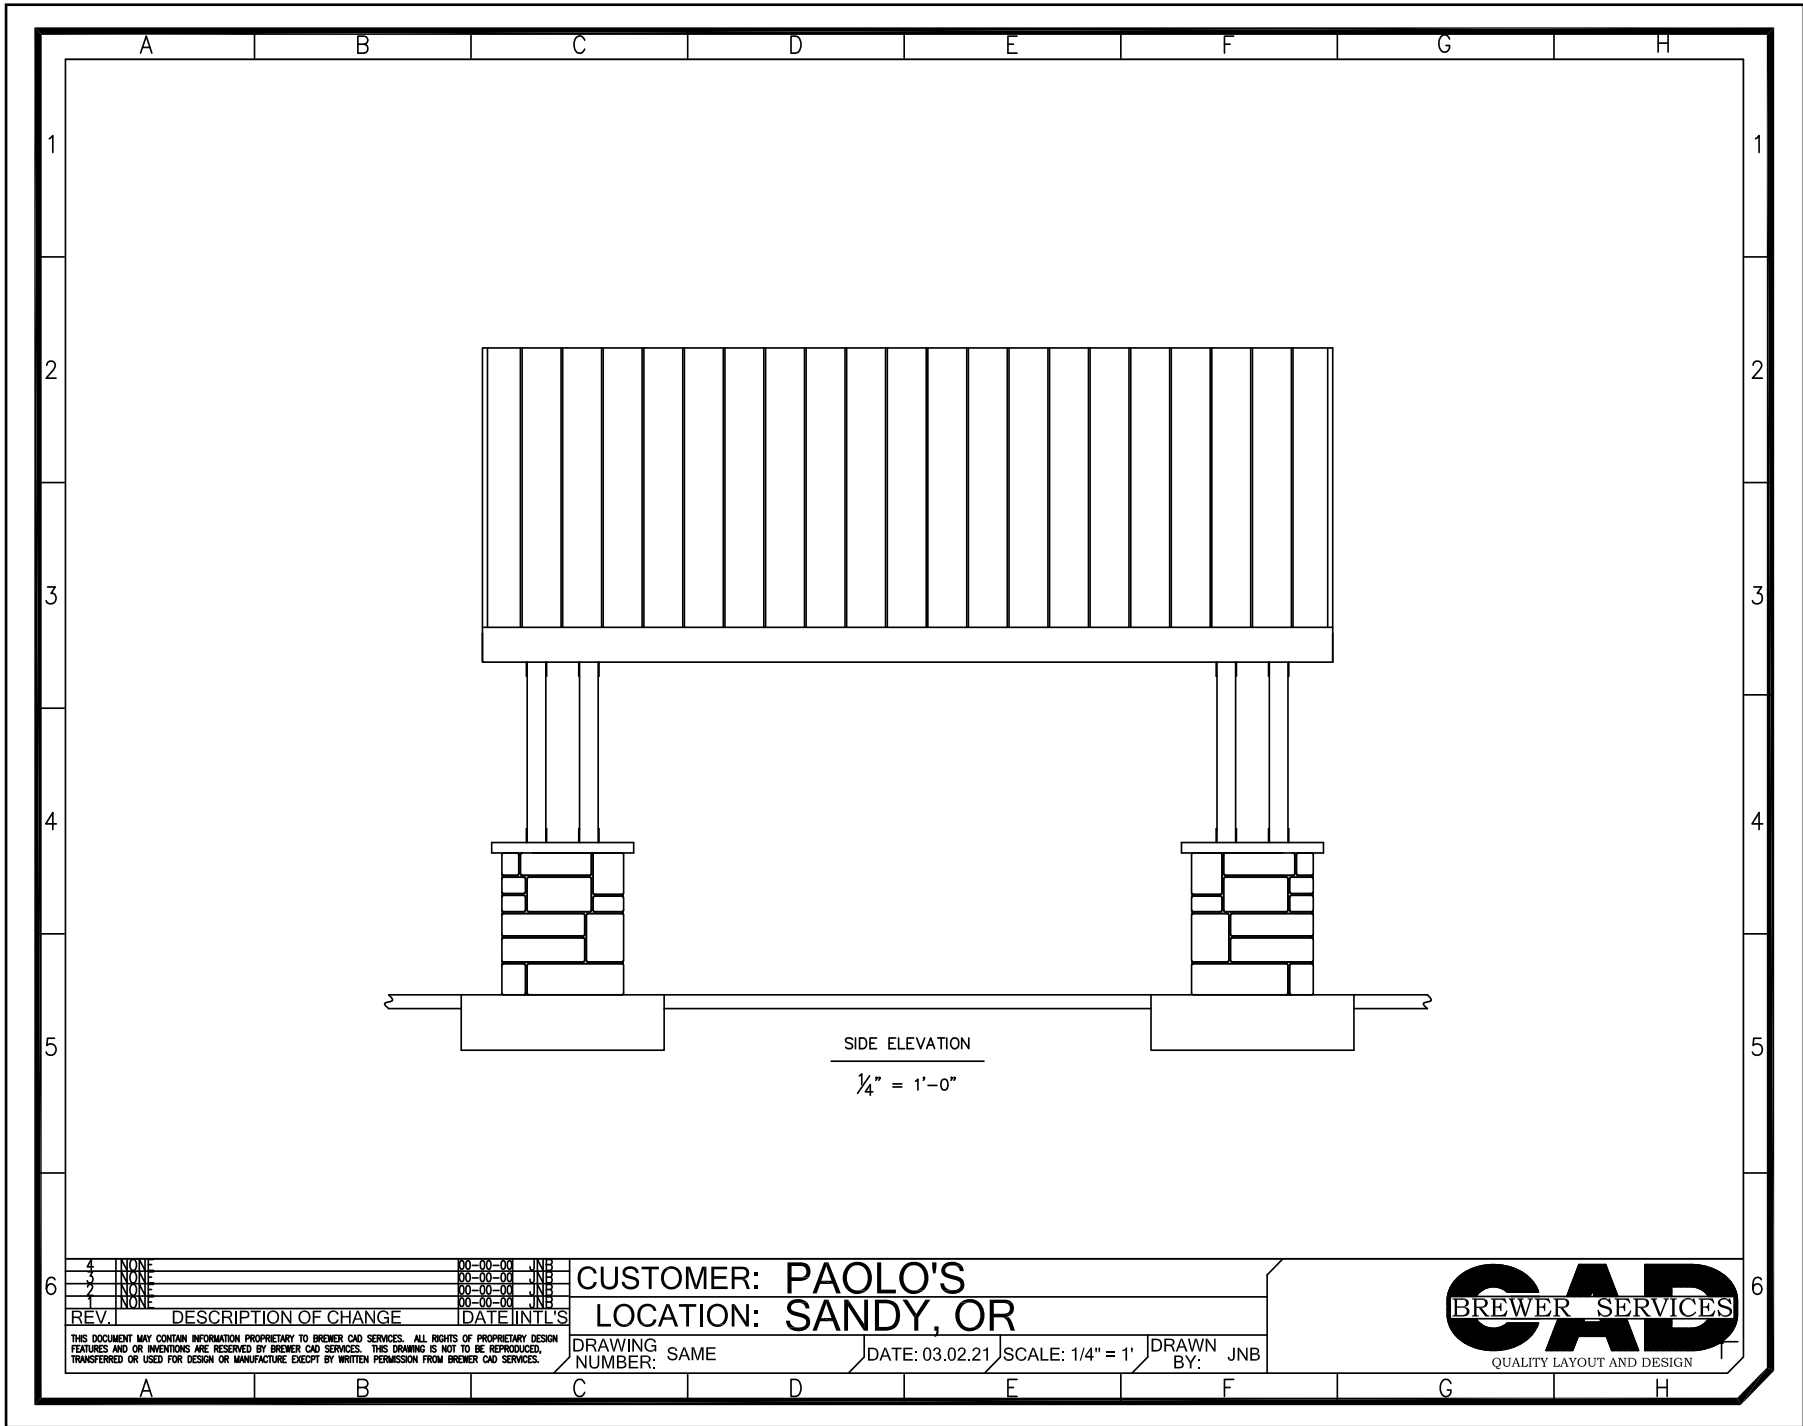 A B C D E F G H
1 1
2 2
3 3
4 4
5 5
SIDE ELEVATION
1/4" = 1'-0"
6 6
4 NONE 00-00-00 JNB
3 NONE 00-00-00 JNB
2 NONE 00-00-00 JNB
1 NONE 00-00-00 JNB
REV. DESCRIPTION OF CHANGE DATE INTL'S
THIS DOCUMENT MAY CONTAIN INFORMATION PROPRIETARY TO BREWER CAD SERVICES. ALL RIGHTS OF PROPRIETARY DESIGN
FEATURES AND OR INVENTIONS ARE RESERVED BY BREWER CAD SERVICES. THIS DRAWING IS NOT TO BE REPRODUCED,
TRANSFERRED OR USED FOR DESIGN OR MANUFACTURE EXECPT BY WRITTEN PERMISSION FROM BREWER CAD SERVICES.
CUSTOMER: PAOLO'S
LOCATION: SANDY, OR
DRAWING
NUMBER: SAME
DATE: 03.02.21
SCALE: 1/4" = 1'
DRAWN
BY: JNB
CAD
BREWER SERVICES
QUALITY LAYOUT AND DESIGN
A B C D E F G H